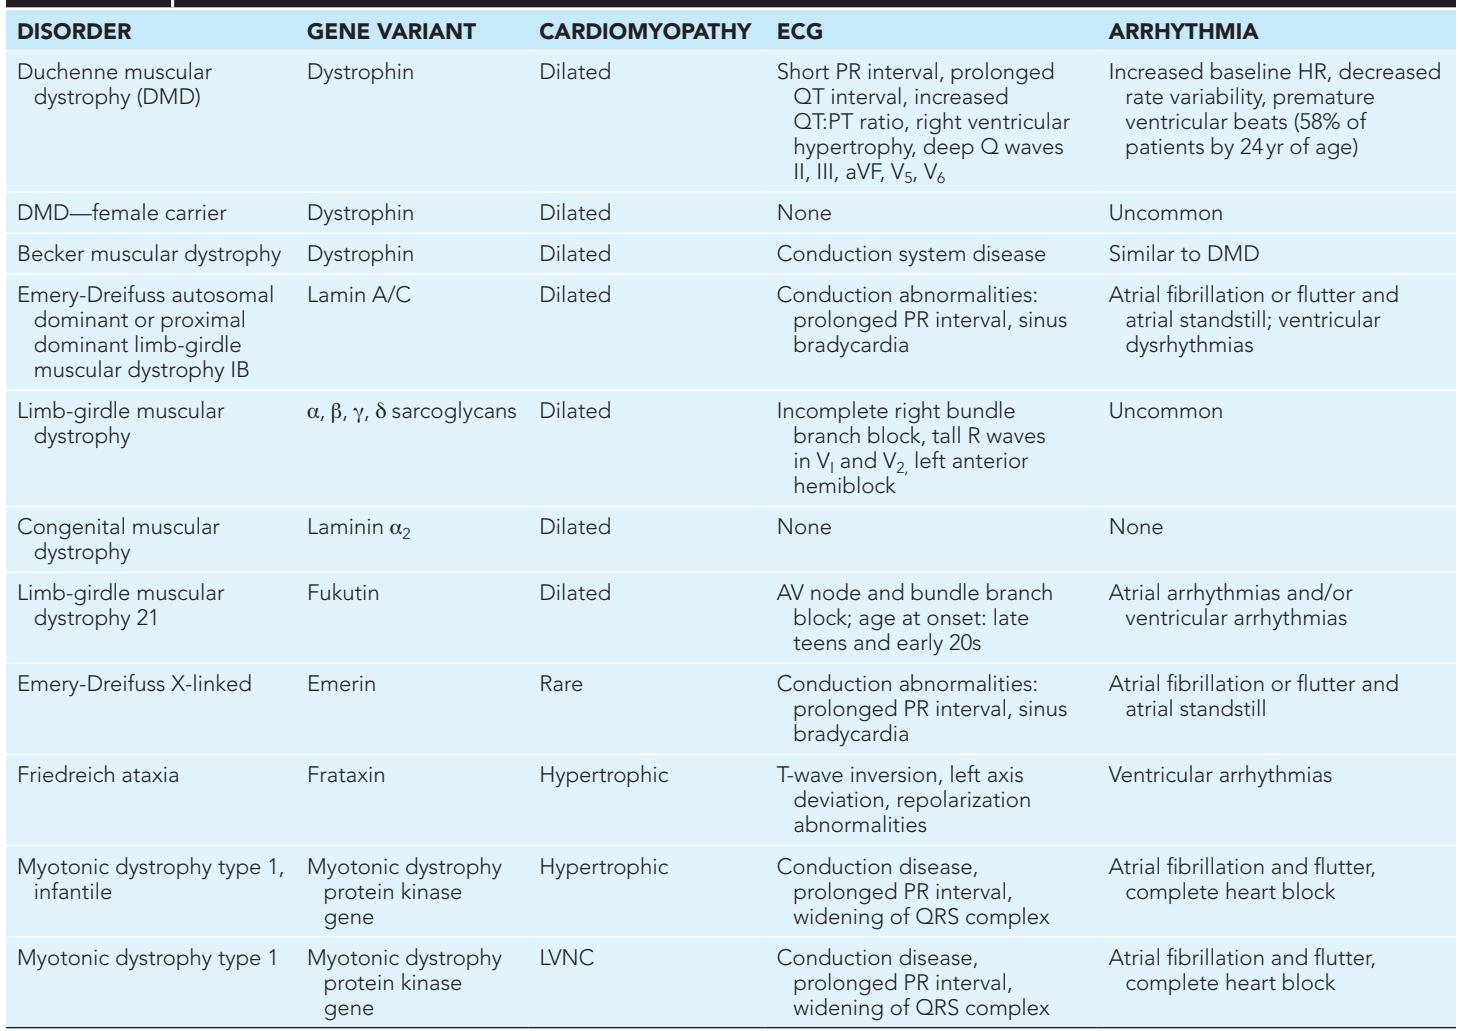 DISORDER GENE VARIANT CARDIOMYOPATHY ECG ARRHYTHMIA
Duchenne muscular Dystrophin Dilated Short PR interval, prolonged Increased baseline HR, decreased
dystrophy (DMD) QT interval, increased rate variability, premature
QT:PT ratio, right ventricular ventricular beats (58% of
hypertrophy, deep Q waves patients by 24 yr of age)
II, III, aVF, V5, V6
DMD—female carrier Dystrophin Dilated None Uncommon
Becker muscular dystrophy Dystrophin Dilated Conduction system disease Similar to DMD
Emery-Dreifuss autosomal Lamin A/C Dilated Conduction abnormalities: Atrial fibrillation or flutter and
dominant or proximal prolonged PR interval, sinus atrial standstill; ventricular
dominant limb-girdle bradycardia dysrhythmias
muscular dystrophy IB
Limb-girdle muscular α, β, γ, δ sarcoglycans Dilated Incomplete right bundle Uncommon
dystrophy branch block, tall R waves
in Vl and V2, left anterior
hemiblock
Congenital muscular Laminin α2 Dilated None None
dystrophy
Limb-girdle muscular Fukutin Dilated AV node and bundle branch Atrial arrhythmias and/or
dystrophy 21 block; age at onset: late ventricular arrhythmias
teens and early 20s
Emery-Dreifuss X-linked Emerin Rare Conduction abnormalities: Atrial fibrillation or flutter and
prolonged PR interval, sinus atrial standstill
bradycardia
Friedreich ataxia Frataxin Hypertrophic T-wave inversion, left axis Ventricular arrhythmias
deviation, repolarization
abnormalities
Myotonic dystrophy type 1, Myotonic dystrophy Hypertrophic Conduction disease, Atrial fibrillation and flutter,
infantile protein kinase prolonged PR interval, complete heart block
gene widening of QRS complex
Myotonic dystrophy type 1 Myotonic dystrophy LVNC Conduction disease, Atrial fibrillation and flutter,
protein kinase prolonged PR interval, complete heart block
gene widening of QRS complex